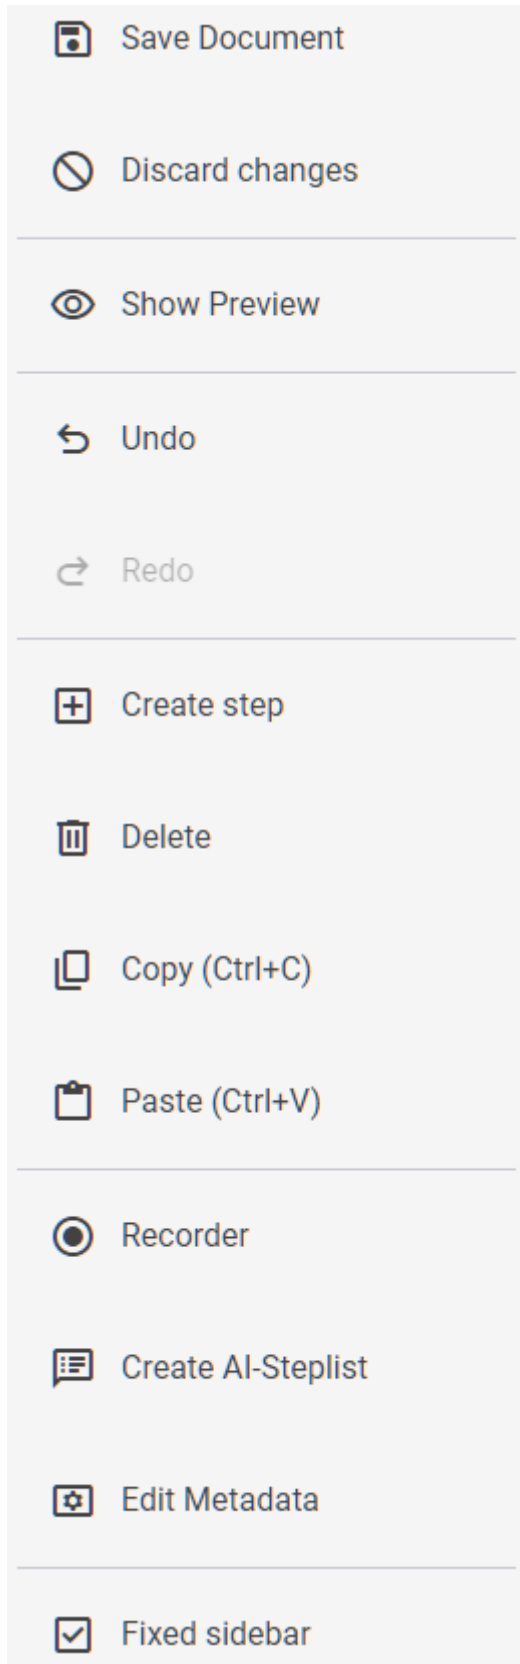 Save Document
Discard changes
Show Preview
Undo
Redo
Create step
Delete
Copy (Ctrl+C)
Paste (Ctrl+V)
Recorder
Create AI-Steplist
Edit Metadata
Fixed sidebar